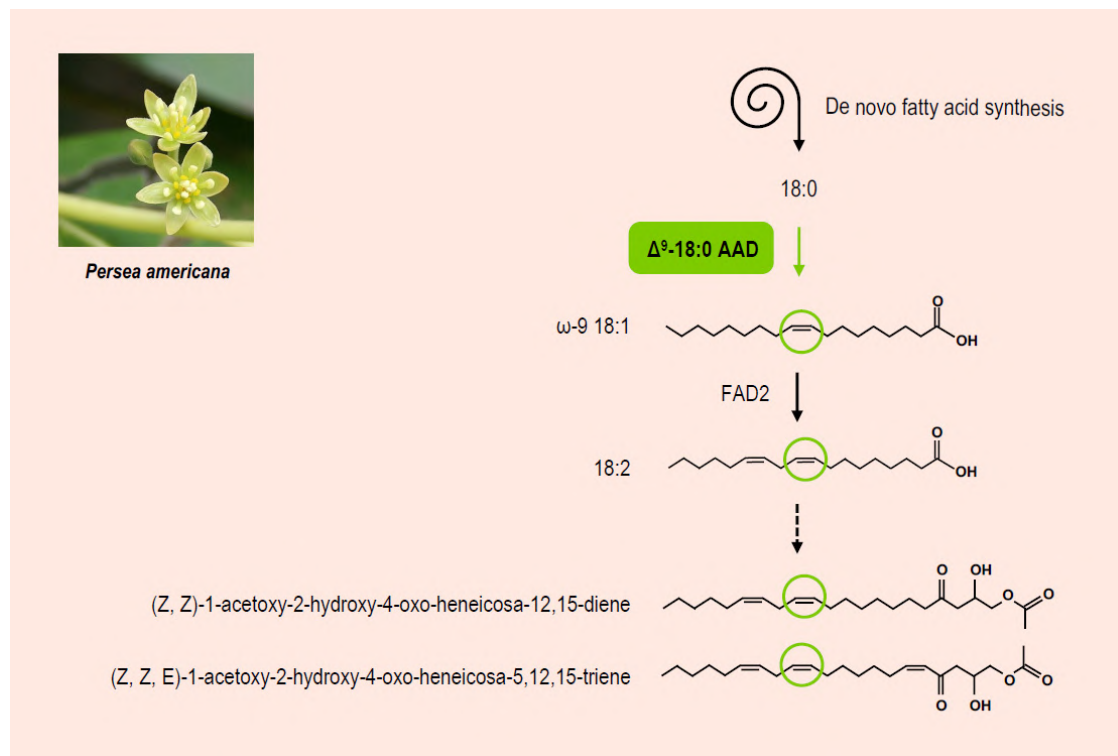 De novo fatty acid synthesis
18:0
Δ⁹-18:0 AAD
Persea americana
ω-9 18:1
O
OH
FAD2
18:2
O
OH
(Z, Z)-1-acetoxy-2-hydroxy-4-oxo-heneicosa-12,15-diene
O
OH
O
O
(Z, Z, E)-1-acetoxy-2-hydroxy-4-oxo-heneicosa-5,12,15-triene
O
OH
O
O